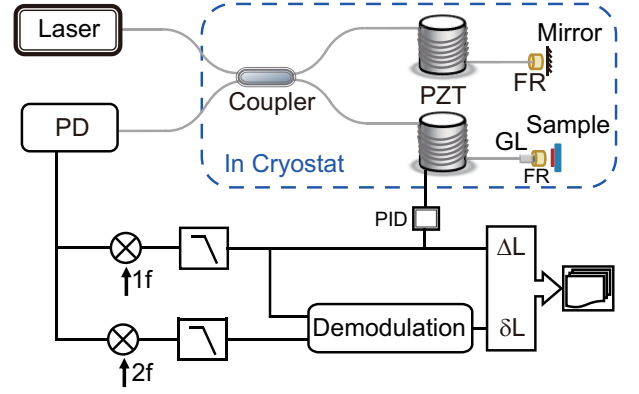 Laser
Mirror
FR
PZT
Coupler
PD
Sample
GL
FR
In Cryostat
PID
1f
ΔL
Demodulation
δL
2f